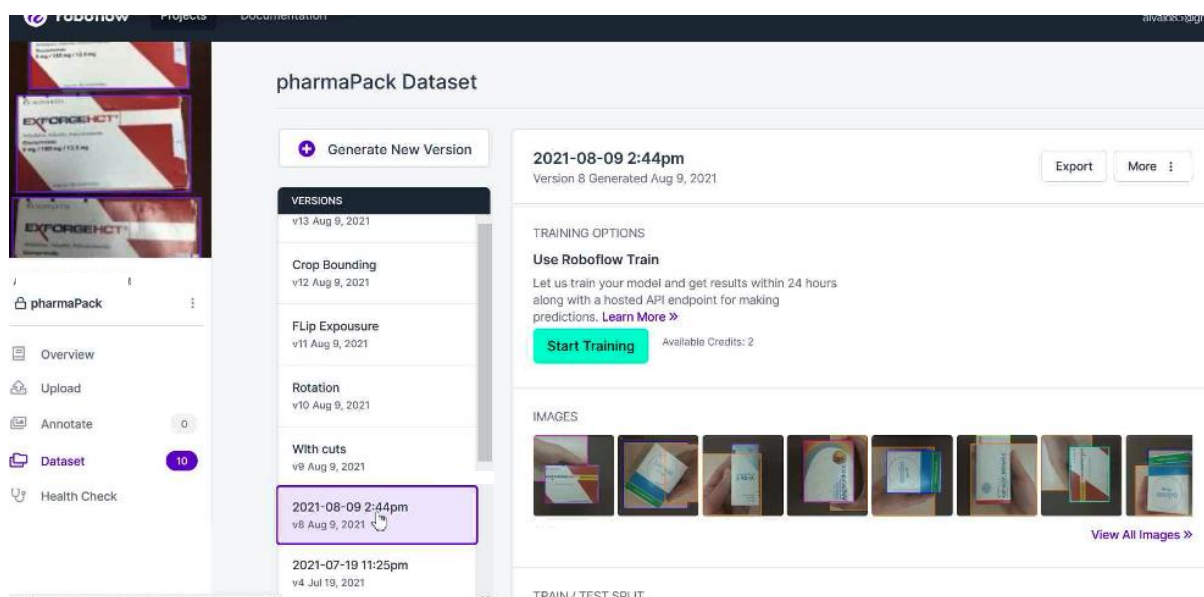 roboflow
Projects
Documentation
EXFORGE HCT
EXFORGE HCT
pharmaPack
Overview
Upload
Annotate 0
Dataset 10
Health Check
pharmaPack Dataset
Generate New Version
VERSIONS
v13 Aug 9, 2021
Crop Bounding
v12 Aug 9, 2021
FLip Expousure
v11 Aug 9, 2021
Rotation
v10 Aug 9, 2021
WIth cuts
v9 Aug 9, 2021
2021-08-09 2:44pm
v8 Aug 9, 2021
2021-07-19 11:25pm
v4 Jul 19, 2021
2021-08-09 2:44pm
Version 8 Generated Aug 9, 2021
Export
More
TRAINING OPTIONS
Use Roboflow Train
Let us train your model and get results within 24 hours
along with a hosted API endpoint for making
predictions. Learn More »
Start Training
Available Credits: 2
IMAGES
View All Images »
TRAIN / TEST SPLIT